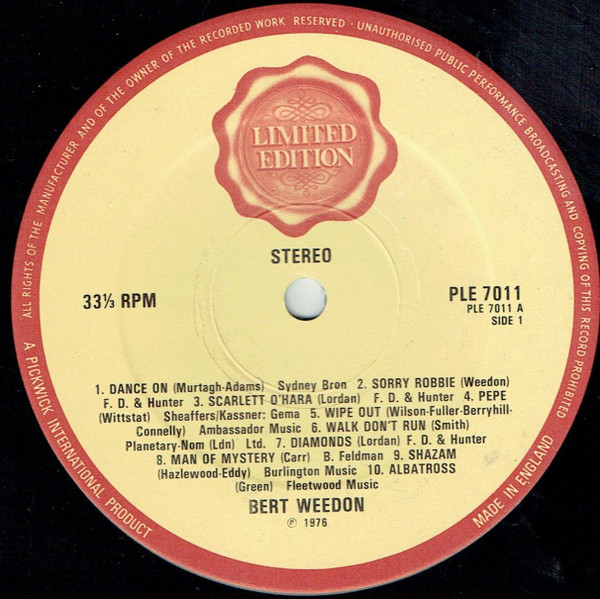 ALL RIGHTS OF THE MANUFACTURER AND OF THE OWNER OF THE RECORDED WORK RESERVED · UNAUTHORISED PUBLIC PERFORMANCE BROADCASTING AND COPYING OF THIS RECORD PROHIBITED
LIMITED
EDITION
STEREO
33⅓ RPM
PLE 7011
PLE 7011 A
SIDE 1
1. DANCE ON (Murtagh-Adams) Sydney Bron 2. SORRY ROBBIE (Weedon)
F. D. & Hunter 3. SCARLETT O'HARA (Lordan) F. D. & Hunter 4. PEPE
(Wittstat) Sheaffers/Kassner: Gema 5. WIPE OUT (Wilson-Fuller-Berryhill-
Connelly) Ambassador Music 6. WALK DON'T RUN (Smith)
Planetary-Nom (Ldn) Ltd. 7. DIAMONDS (Lordan) F. D. & Hunter
8. MAN OF MYSTERY (Carr) B. Feldman 9. SHAZAM
(Hazlewood-Eddy) Burlington Music 10. ALBATROSS
(Green) Fleetwood Music
BERT WEEDON
℗ 1976
A PICKWICK INTERNATIONAL PRODUCT
MADE IN ENGLAND